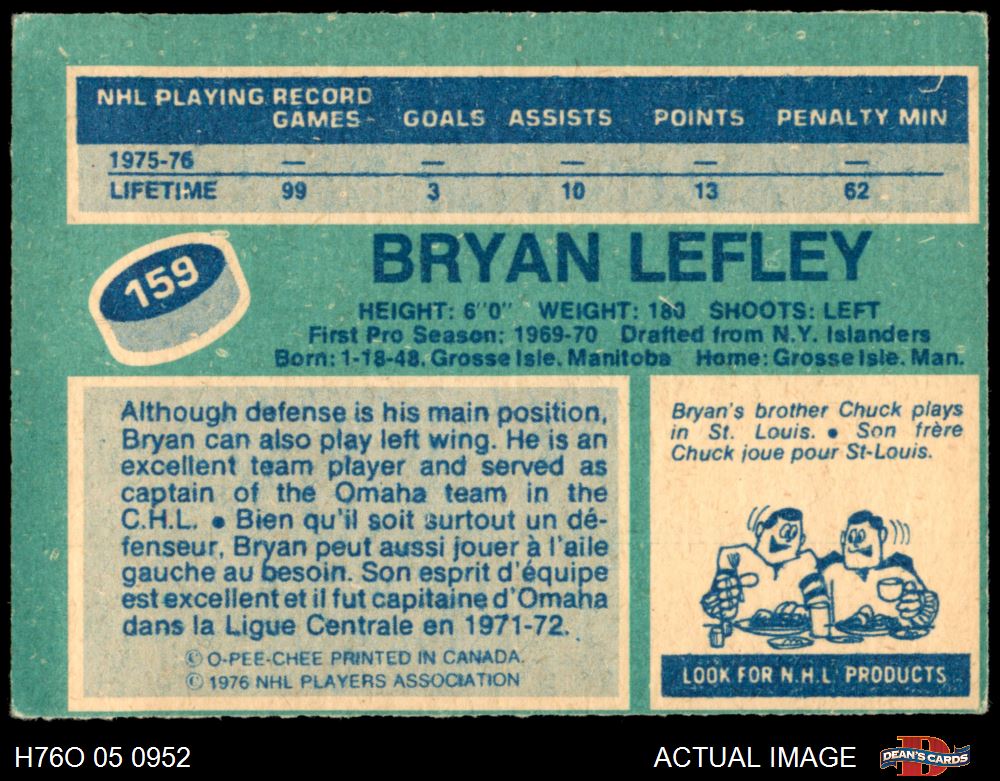 NHL PLAYING RECORD
GAMES GOALS ASSISTS POINTS PENALTY MIN
1975-76 — — — — —
LIFETIME 99 3 10 13 62
159
BRYAN LEFLEY
HEIGHT: 6"0" WEIGHT: 180 SHOOTS: LEFT
First Pro Season: 1969-70 Drafted from N.Y. Islanders
Born: 1-18-48, Grosse Isle, Manitoba Home: Grosse Isle, Man.
Although defense is his main position,
Bryan can also play left wing. He is an
excellent team player and served as
captain of the Omaha team in the
C.H.L. • Bien qu'il soit surtout un dé-
fenseur, Bryan peut aussi jouer à l'aile
gauche au besoin. Son esprit d'équipe
est excellent et il fut capitaine d'Omaha
dans la Ligue Centrale en 1971-72.
© O-PEE-CHEE PRINTED IN CANADA.
© 1976 NHL PLAYERS ASSOCIATION
Bryan's brother Chuck plays
in St. Louis. • Son frère
Chuck joue pour St-Louis.
LOOK FOR N.H.L. PRODUCTS
H76O 05 0952 ACTUAL IMAGE DEAN'S CARDS